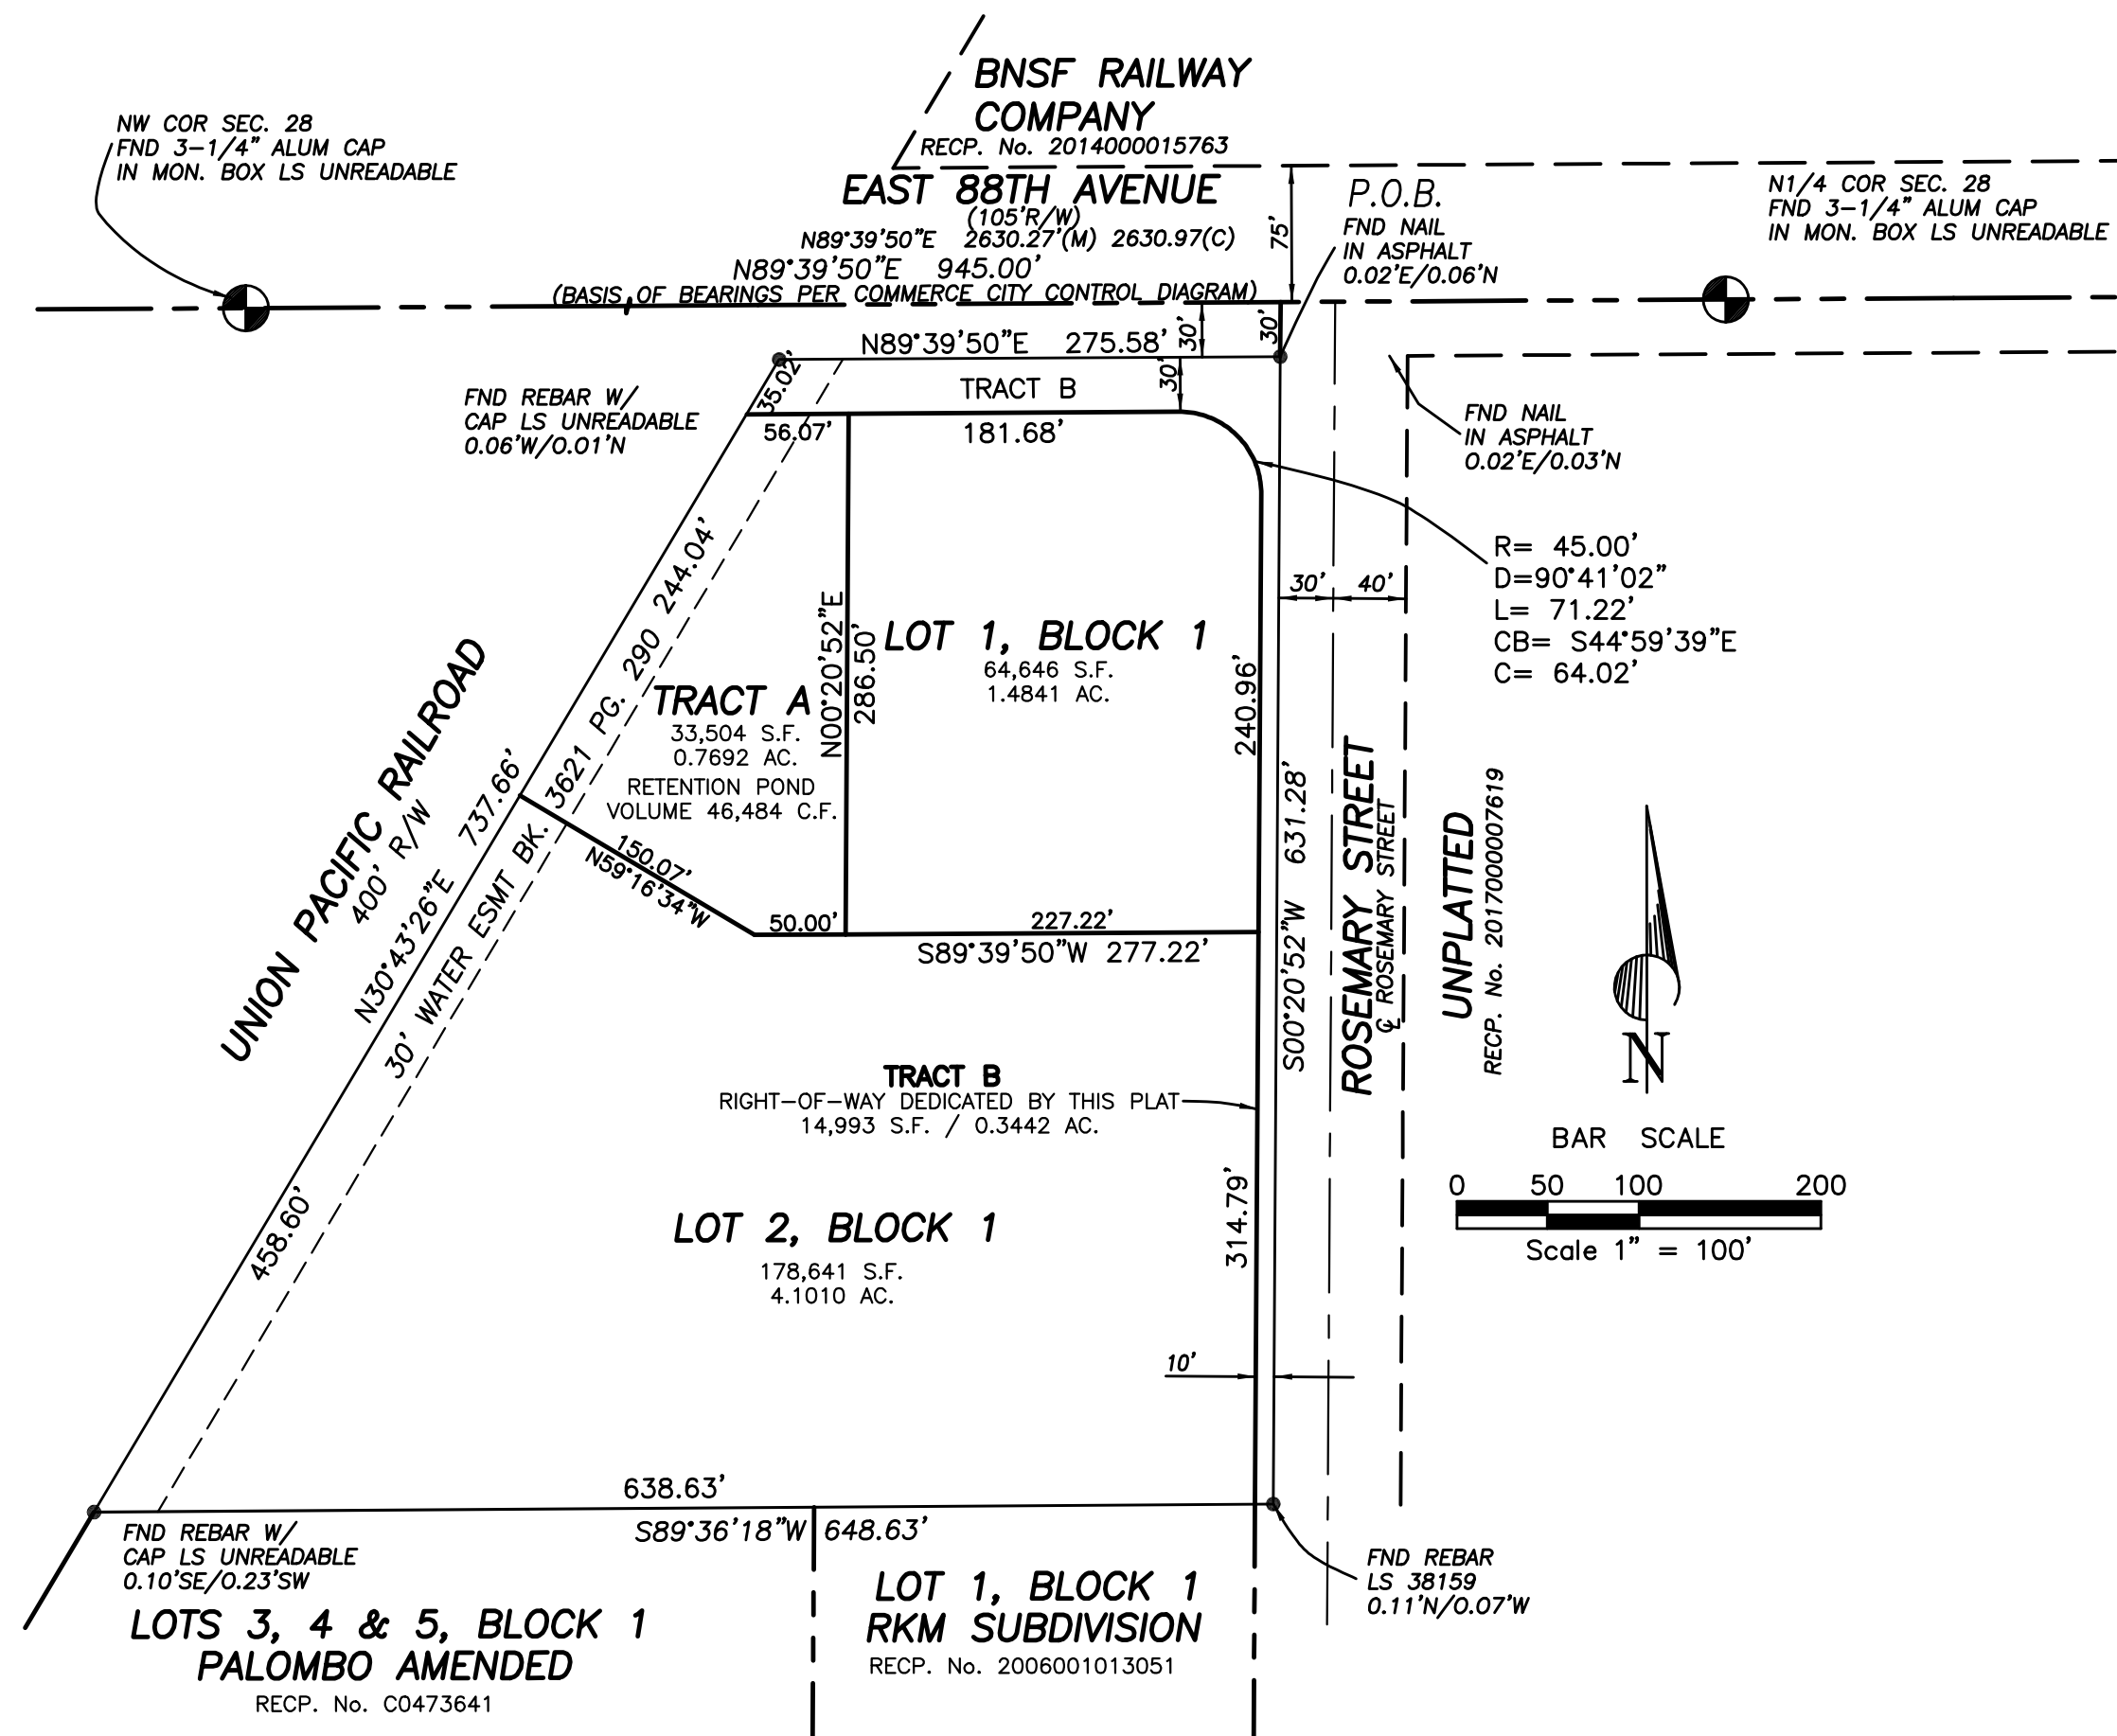 BNSF RAILWAY
COMPANY
RECP. No. 2014000015763
NW COR SEC. 28
FND 3-1/4" ALUM CAP
IN MON. BOX LS UNREADABLE
EAST 88TH AVENUE
(105'R/W)
N89°39'50"E 2630.27'(M) 2630.97(C)
N89°39'50"E 945.00'
(BASIS OF BEARINGS PER COMMERCE CITY CONTROL DIAGRAM)
75'
P.O.B.
FND NAIL
IN ASPHALT
0.02'E/0.06'N
N1/4 COR SEC. 28
FND 3-1/4" ALUM CAP
IN MON. BOX LS UNREADABLE
N89°39'50"E 275.58'
30'
30'
30'
35.02'
TRACT B
FND REBAR W/
CAP LS UNREADABLE
0.06'W/0.01'N
56.07'
181.68'
FND NAIL
IN ASPHALT
0.02'E/0.03'N
R= 45.00'
D=90°41'02"
L= 71.22'
CB= S44°59'39"E
C= 64.02'
30'
40'
244.04'
N00°20'52"E
286.50'
LOT 1, BLOCK 1
64,646 S.F.
1.4841 AC.
240.96'
TRACT A
33,504 S.F.
0.7692 AC.
RETENTION POND
VOLUME 46,484 C.F.
UNION PACIFIC RAILROAD
400' R/W
N30°43'26"E 737.66'
30' WATER ESMT BK. 3621 PG. 290
150.07'
N59°16'34"W
50.00'
227.22'
S89°39'50"W 277.22'
S00°20'52"W 631.28'
ROSEMARY STREET
℄ ROSEMARY STREET
UNPLATTED
RECP. No. 2017000007619
N
TRACT B
RIGHT-OF-WAY DEDICATED BY THIS PLAT
14,993 S.F. / 0.3442 AC.
BAR SCALE
0 50 100 200
Scale 1" = 100'
458.60'
LOT 2, BLOCK 1
178,641 S.F.
4.1010 AC.
314.79'
10'
638.63'
S89°36'18"W 648.63'
FND REBAR W/
CAP LS UNREADABLE
0.10'SE/0.23'SW
FND REBAR
LS 38159
0.11'N/0.07'W
LOTS 3, 4 & 5, BLOCK 1
PALOMBO AMENDED
RECP. No. C0473641
LOT 1, BLOCK 1
RKM SUBDIVISION
RECP. No. 2006001013051